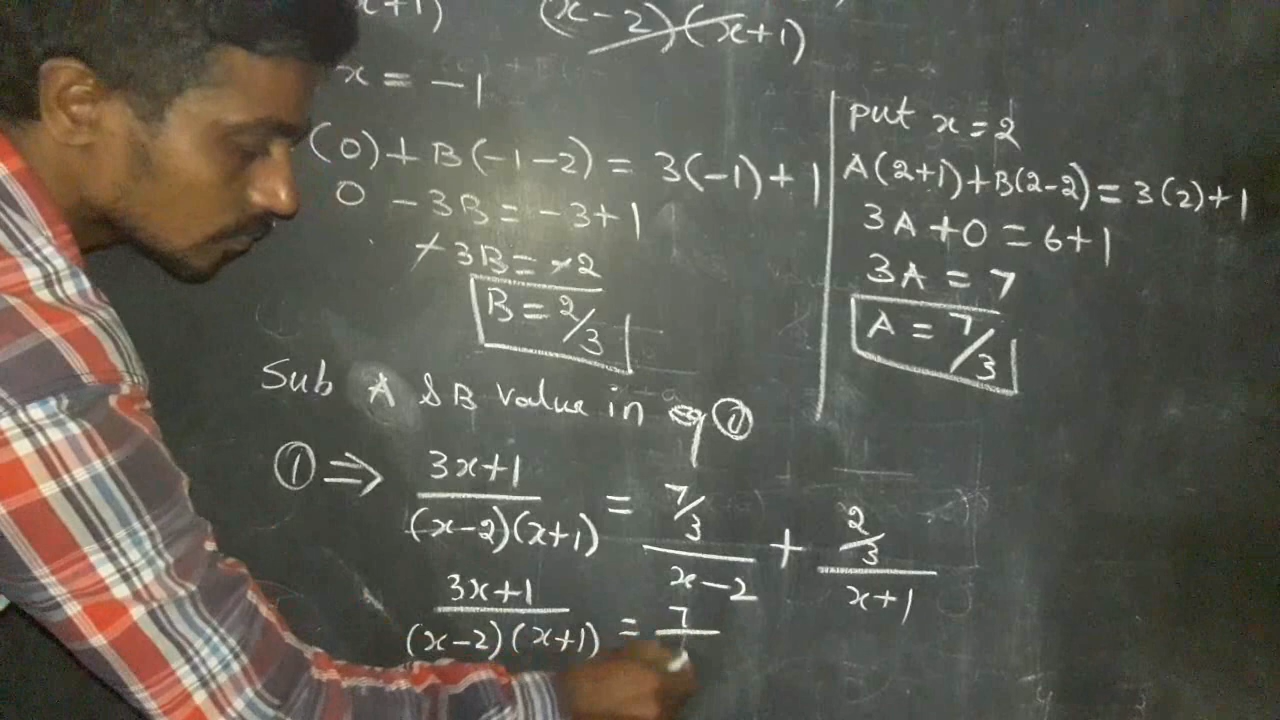 x+1) (x-2)(x+1)
x = -1
(0)+B(-1-2) = 3(-1)+1
0 -3B = -3+1
-3B = -2
B = 2/3
put x = 2
A(2+1)+B(2-2) = 3(2)+1
3A+0 = 6+1
3A = 7
A = 7/3
Sub A & B value in eq ①
① ⇒ 3x+1/(x-2)(x+1) = 7/3/x-2 + 2/3/x+1
3x+1/(x-2)(x+1) = 7/